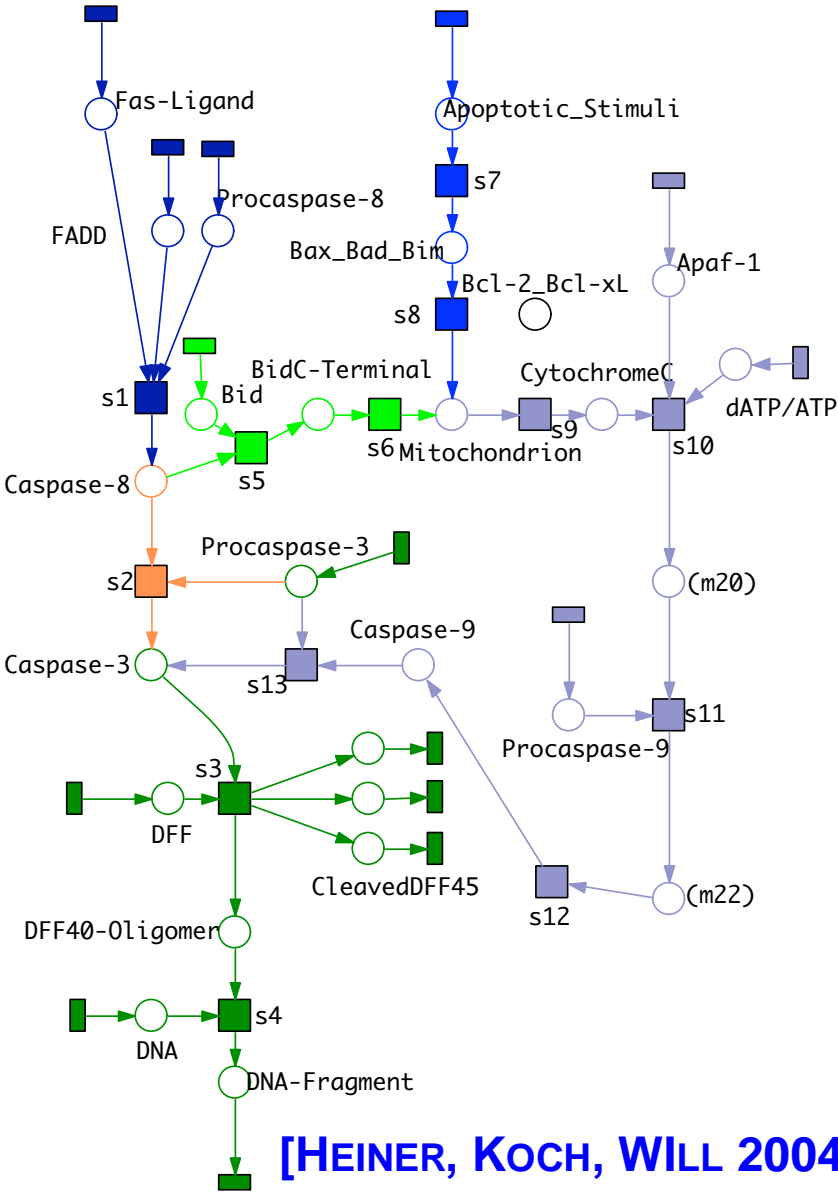 Fas-Ligand
Apoptotic_Stimuli
s7
Procaspase-8
FADD
Bax_Bad_Bim
Apaf-1
Bcl-2_Bcl-xL
s8
BidC-Terminal
CytochromeC
s1
Bid
dATP/ATP
s9
s6
Mitochondrion
s10
s5
Caspase-8
Procaspase-3
s2
(m20)
Caspase-9
Caspase-3
s13
s11
Procaspase-9
s3
DFF
CleavedDFF45
(m22)
s12
DFF40-Oligomer
s4
DNA
DNA-Fragment
[HEINER, KOCH, WILL 2004